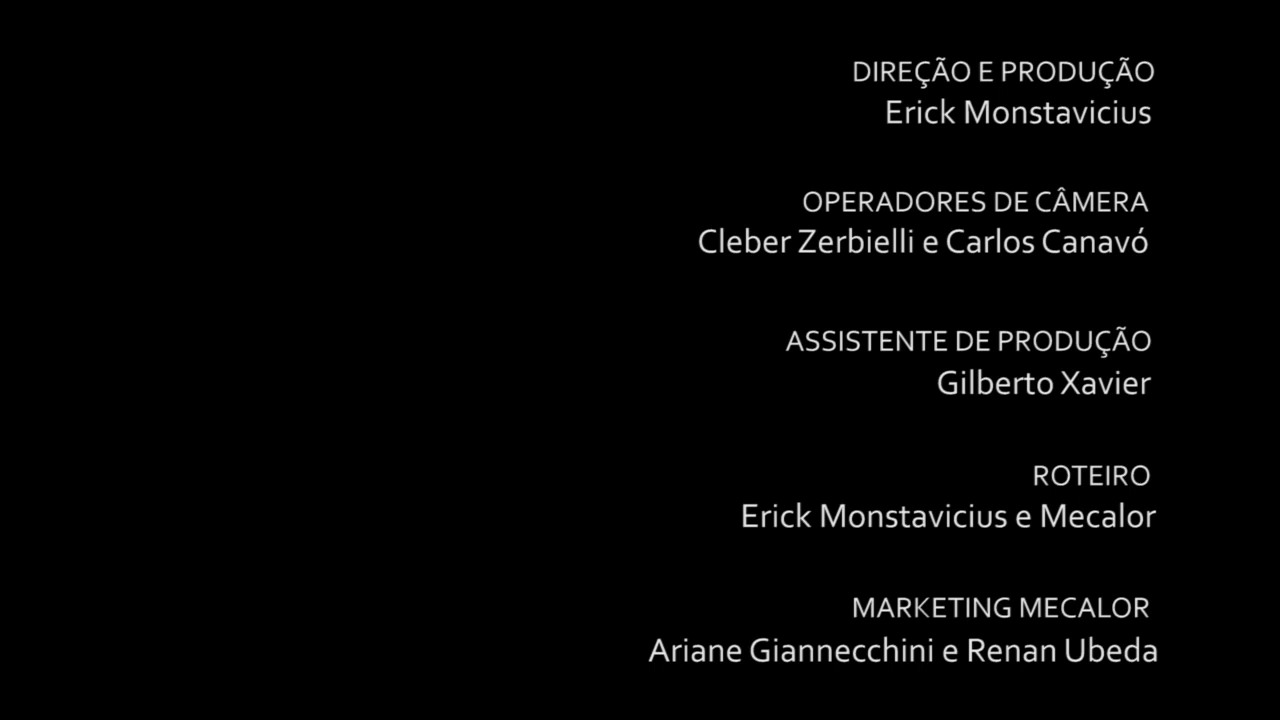 DIREÇÃO E PRODUÇÃO
Erick Monstavicius
OPERADORES DE CÂMERA
Cleber Zerbielli e Carlos Canavó
ASSISTENTE DE PRODUÇÃO
Gilberto Xavier
ROTEIRO
Erick Monstavicius e Mecalor
MARKETING MECALOR
Ariane Giannecchini e Renan Ubeda